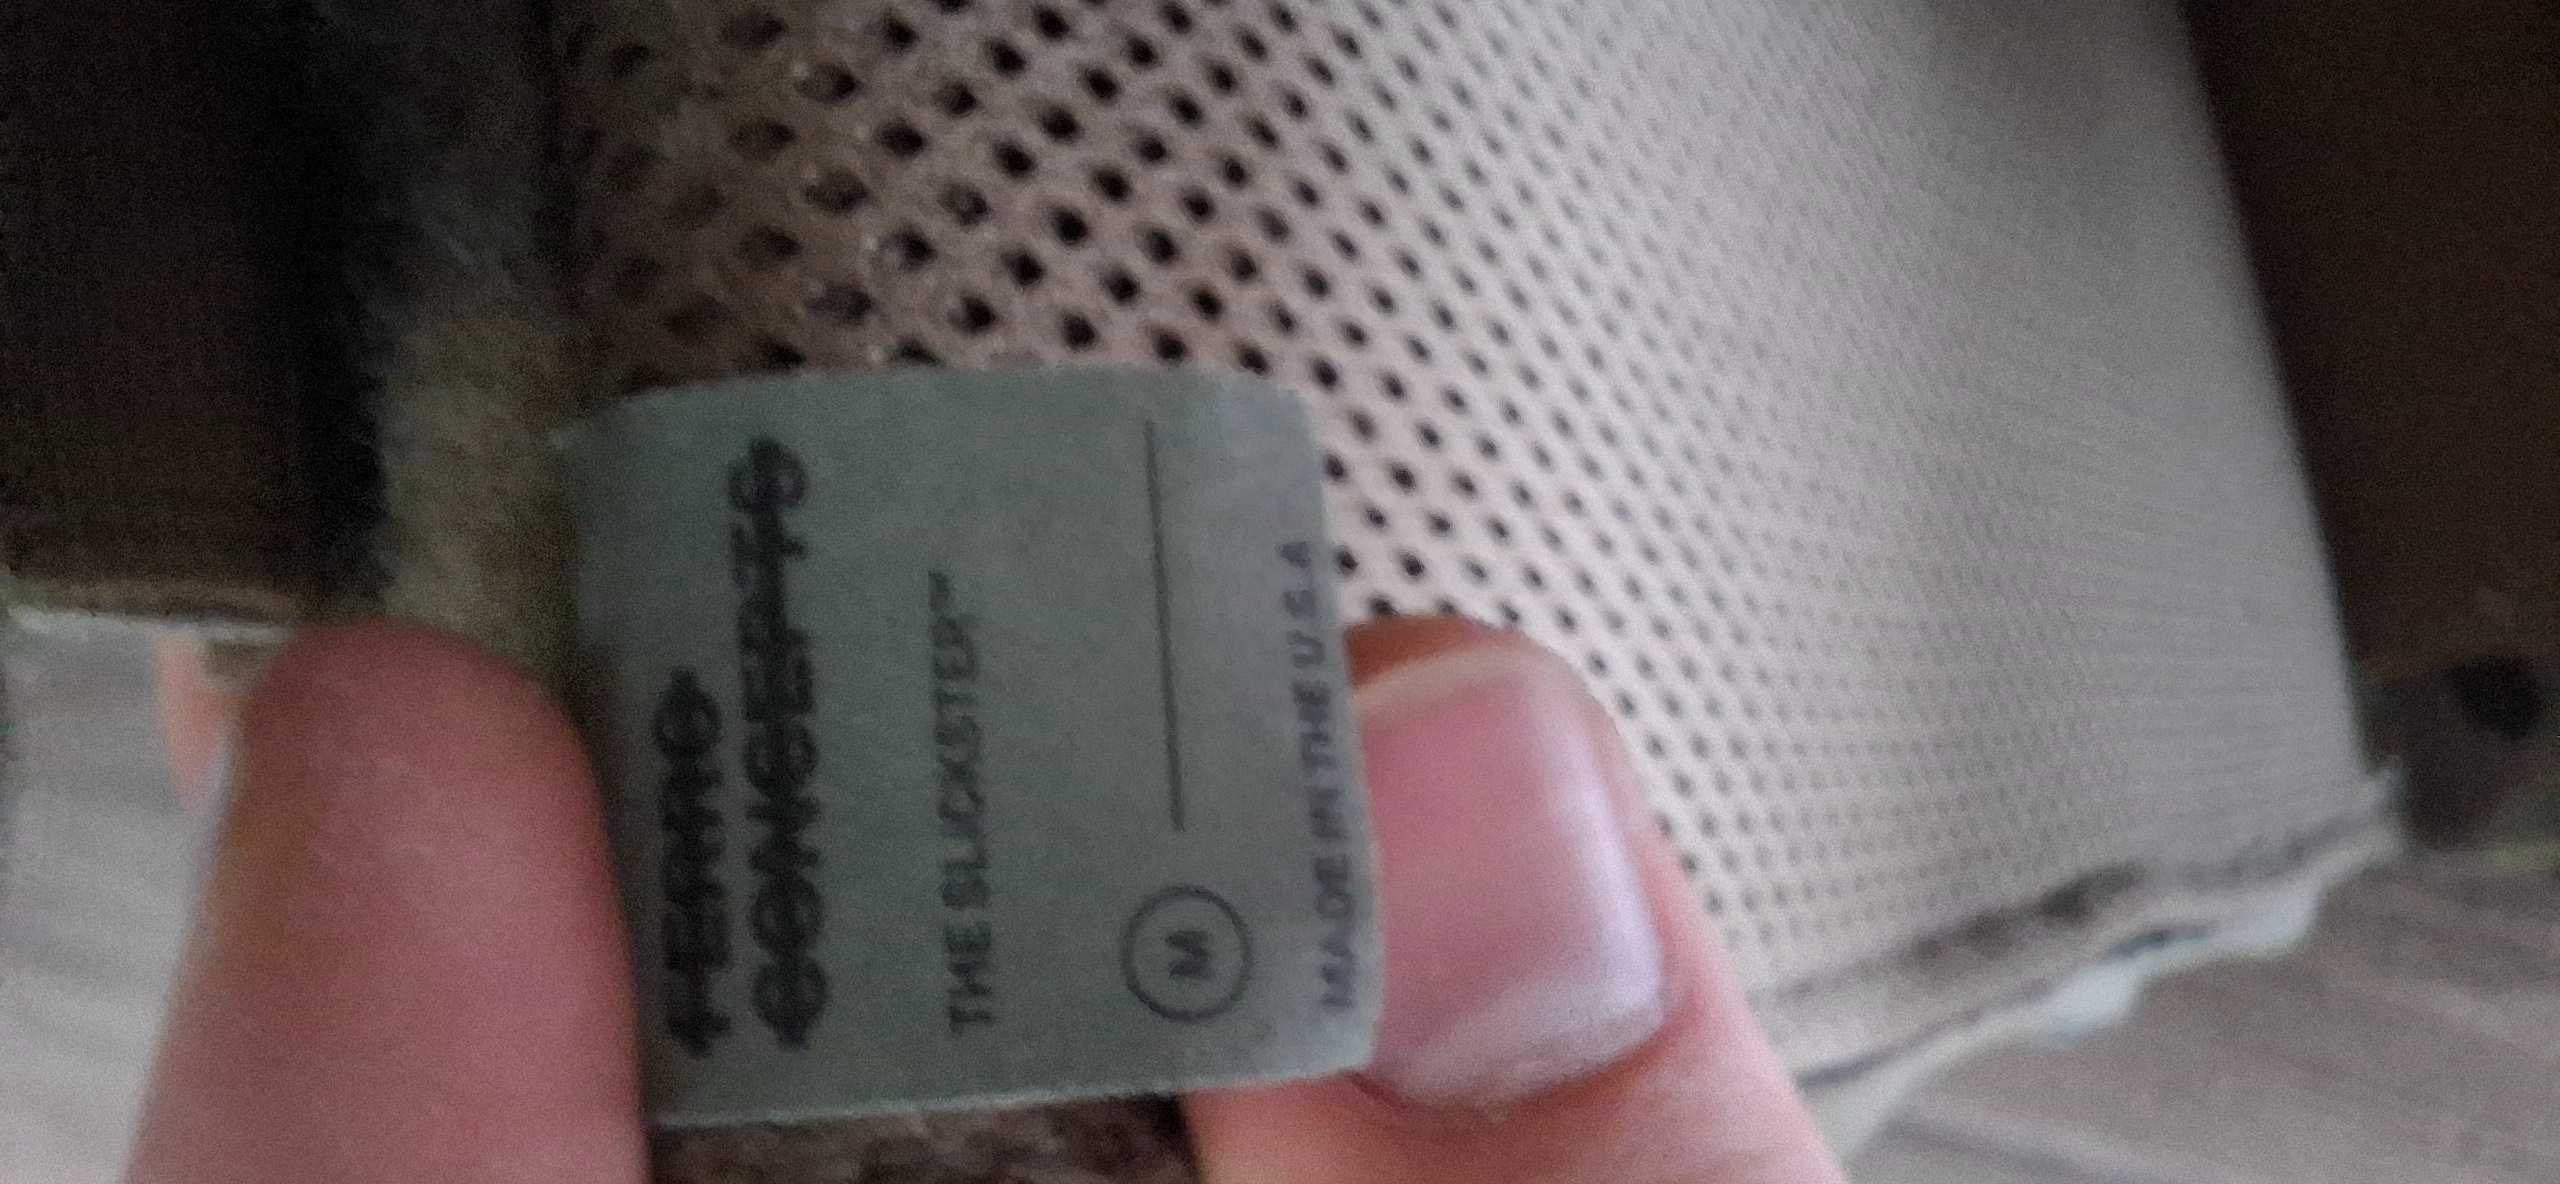 FERRO
CONCEPTS
THE SLICKSTER™
M
MADE IN THE U.S.A